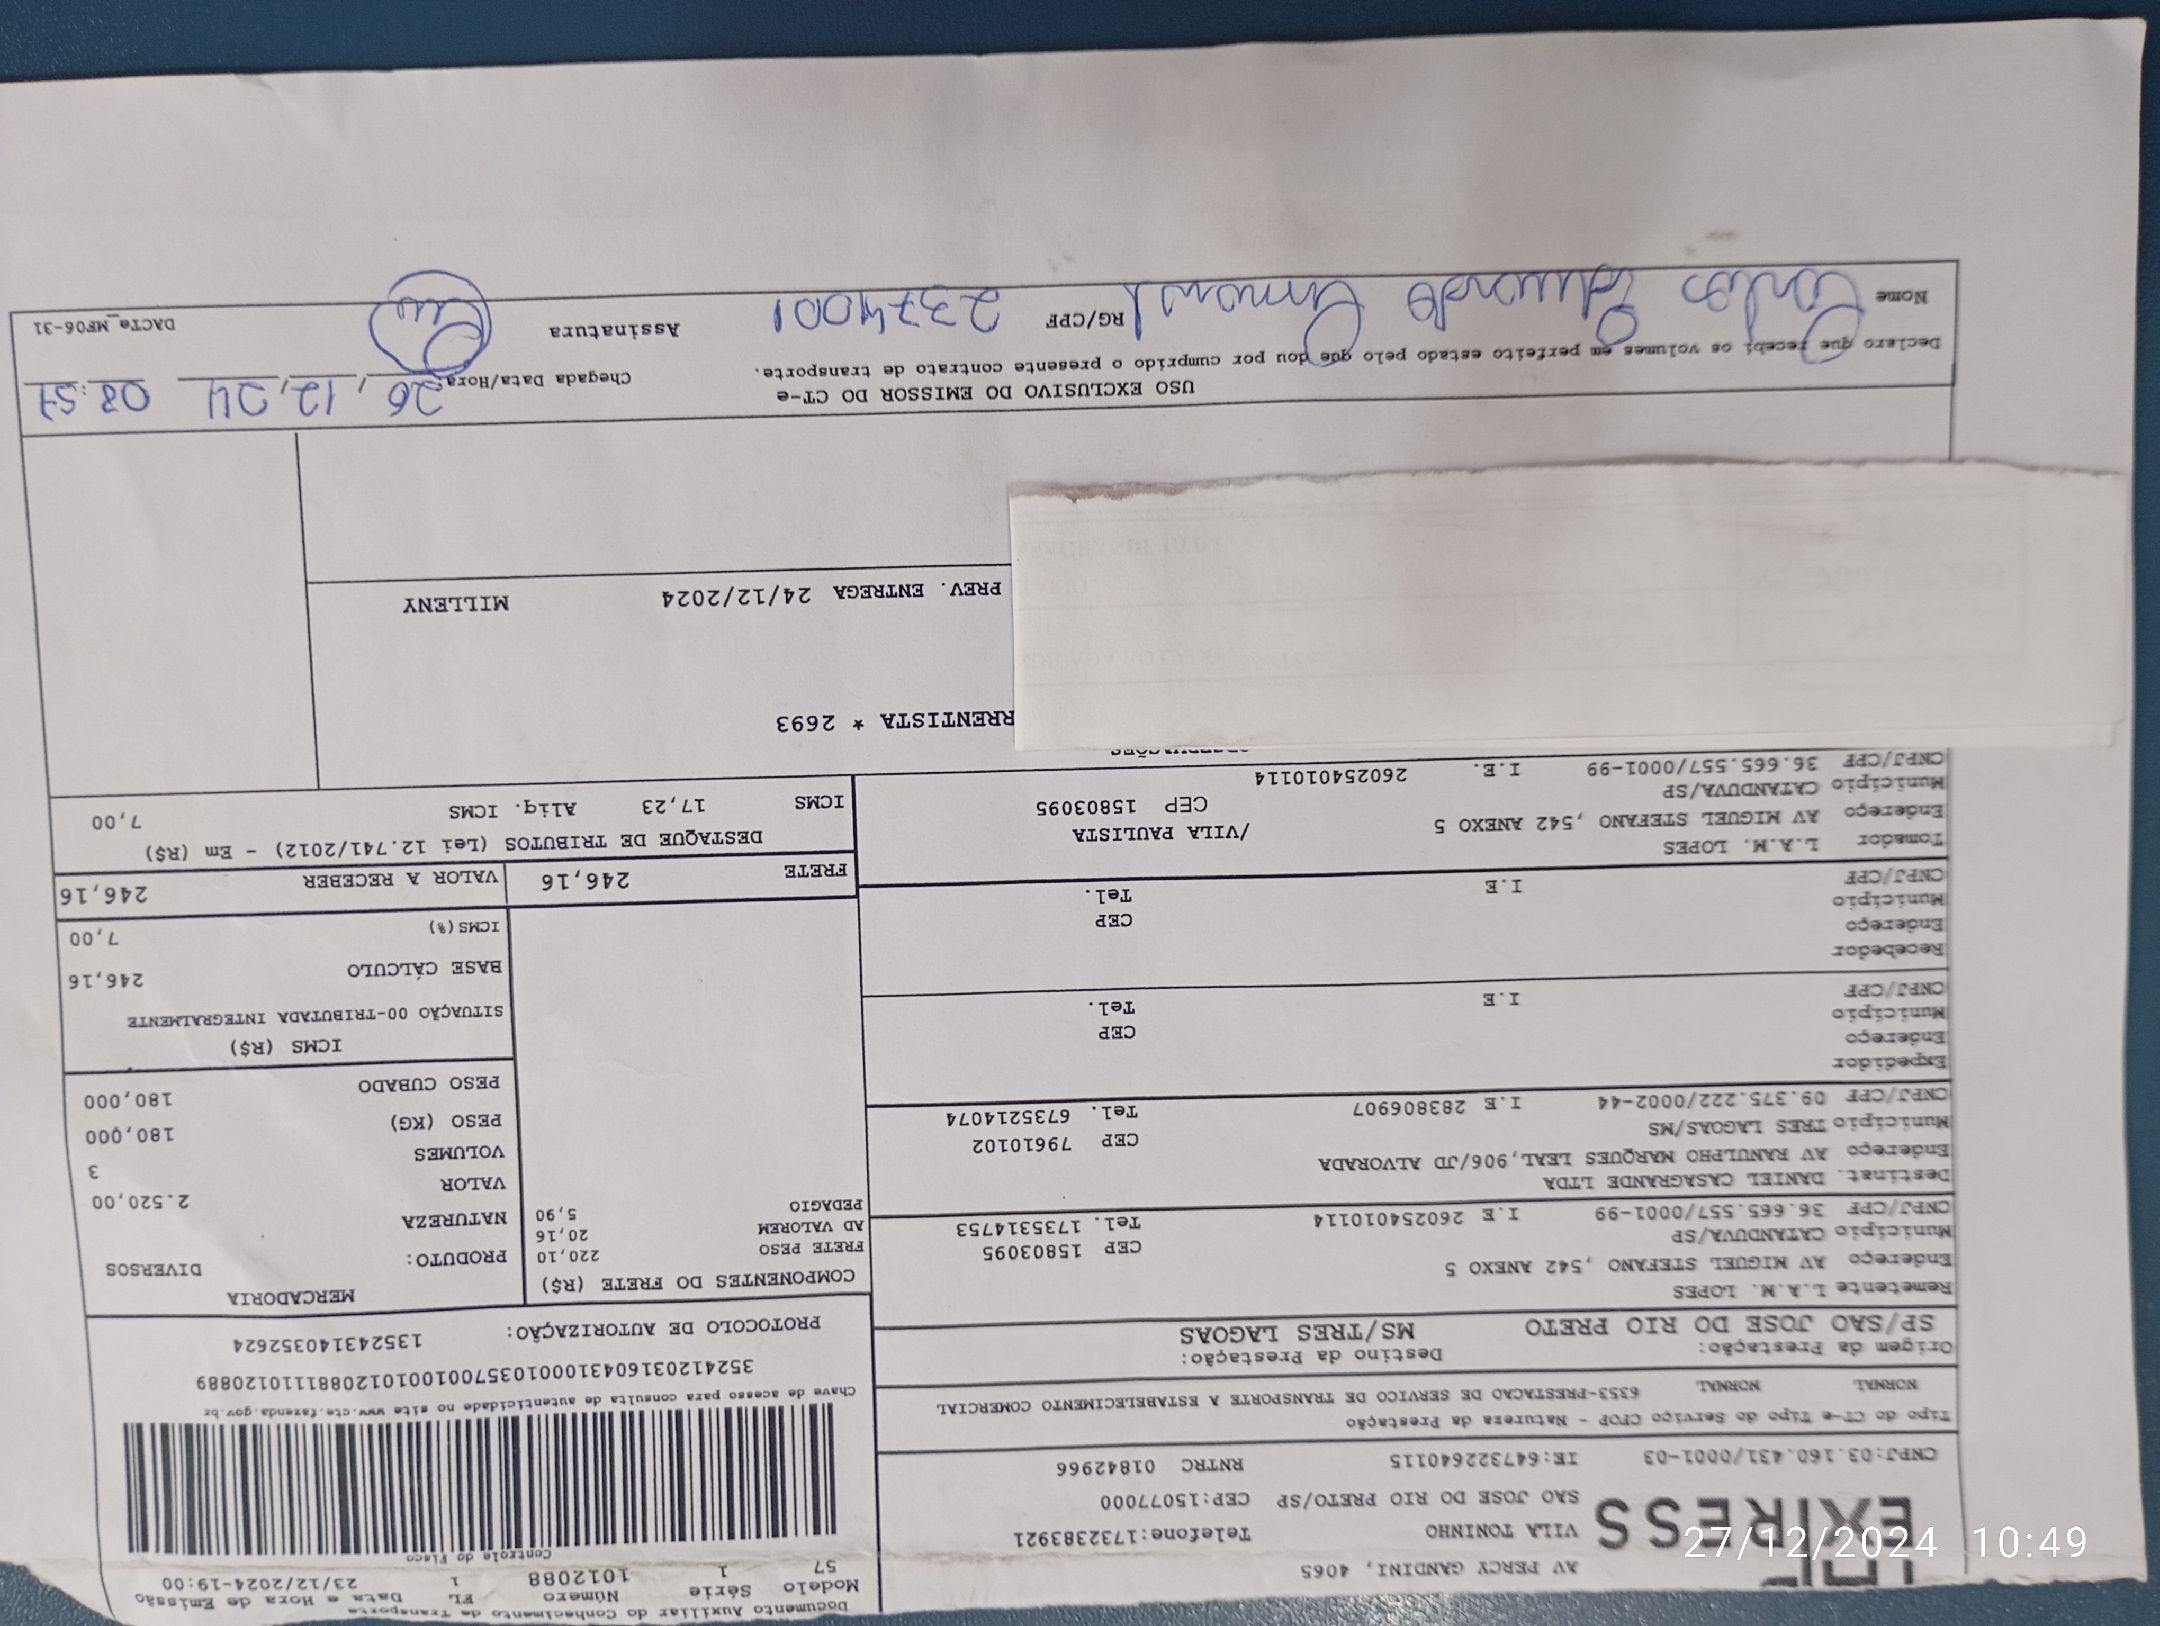 Documento Auxiliar do Conhecimento de Transporte
Modelo Série Número FL Data e Hora de Emissão
57 1 1012088 1 23/12/2024-19:00
Controle do Fisco
EXPRESS
AV PERCY GANDINI, 4065
VILA TONINHO Telefone:1732383921
SAO JOSE DO RIO PRETO/SP CEP:15077000
CNPJ:03.160.431/0001-03 IE:647322640115 RNTRC 01842966
Tipo do CT-e Tipo do Serviço CFOP - Natureza da Prestação
NORMAL NORMAL 6353-PRESTACAO DE SERVICO DE TRANSPORTE A ESTABELECIMENTO COMERCIAL
Chave de acesso para consulta de autenticidade no site www.cte.fazenda.gov.br
35241203160431000103570010010120881110120889
PROTOCOLO DE AUTORIZAÇÃO: 135243140352624
Origem da Prestação: Destino da Prestação:
SP/SAO JOSE DO RIO PRETO MS/TRES LAGOAS
Remetente L.A.M. LOPES
Endereço AV MIGUEL STEFANO ,542 ANEXO 5
Município CATANDUVA/SP CEP 15803095
CNPJ/CPF 36.665.557/0001-99 I.E 260254010114 Tel. 1735314753
Destinat. DANIEL CASAGRANDE LTDA
Endereço AV RANULPHO MARQUES LEAL,906/JD ALVORADA
Município TRES LAGOAS/MS CEP 79610102
CNPJ/CPF 09.375.222/0002-44 I.E 283806907 Tel. 6735214074
Expedidor
Endereço
Município CEP
CNPJ/CPF I.E Tel.
Recebedor
Endereço
Município CEP
CNPJ/CPF I.E Tel.
Tomador L.A.M. LOPES
Endereço AV MIGUEL STEFANO ,542 ANEXO 5 /VILA PAULISTA
Município CATANDUVA/SP CEP 15803095
CNPJ/CPF 36.665.557/0001-99 I.E. 260254010114
COMPONENTES DO FRETE (R$)
FRETE PESO 220,10
AD VALOREM 20,16
PEDAGIO 5,90
MERCADORIA
PRODUTO: DIVERSOS
NATUREZA
VALOR 2.520,00
VOLUMES 3
PESO (KG) 180,000
PESO CUBADO 180,000
ICMS (R$)
SITUAÇÃO 00-TRIBUTADA INTEGRALMENTE
BASE CÁLCULO 246,16
ICMS(%) 7,00
FRETE 246,16 VALOR A RECEBER 246,16
DESTAQUE DE TRIBUTOS (Lei 12.741/2012) - Em (R$)
ICMS 17,23 Aliq. ICMS 7,00
RRENTISTA * 2693
PREV. ENTREGA 24/12/2024 MILLENY
USO EXCLUSIVO DO EMISSOR DO CT-e
Declaro que recebi os volumes em perfeito estado pelo que dou por cumprido o presente contrato de transporte.
Chegada Data/Hora: 26, 12, 24 08:57
Nome Carlos Eduardo RG/CPF 2374001 Assinatura
DACTe_MF06-31
27/12/2024 10:49